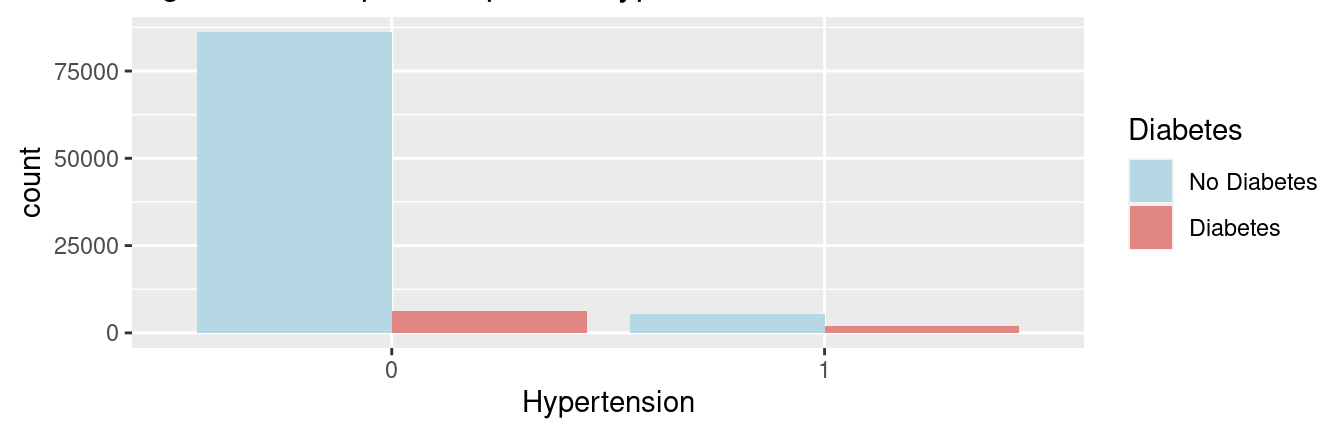 75000
50000
25000
0
count
0
1
Hypertension
Diabetes
No Diabetes
Diabetes